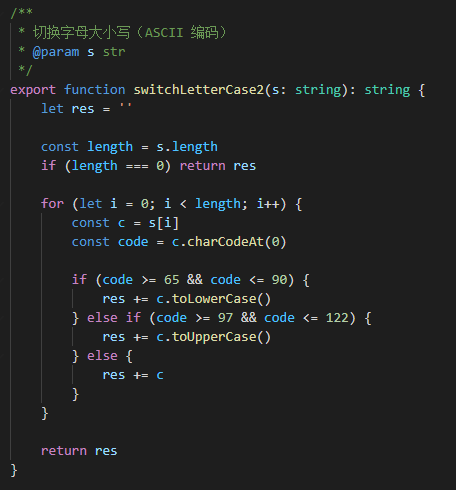 /**
 * 切换字母大小写（ASCII 编码）
 * @param s str
 */
export function switchLetterCase2(s: string): string {
    let res = ''

    const length = s.length
    if (length === 0) return res

    for (let i = 0; i < length; i++) {
        const c = s[i]
        const code = c.charCodeAt(0)

        if (code >= 65 && code <= 90) {
            res += c.toLowerCase()
        } else if (code >= 97 && code <= 122) {
            res += c.toUpperCase()
        } else {
            res += c
        }
    }

    return res
}